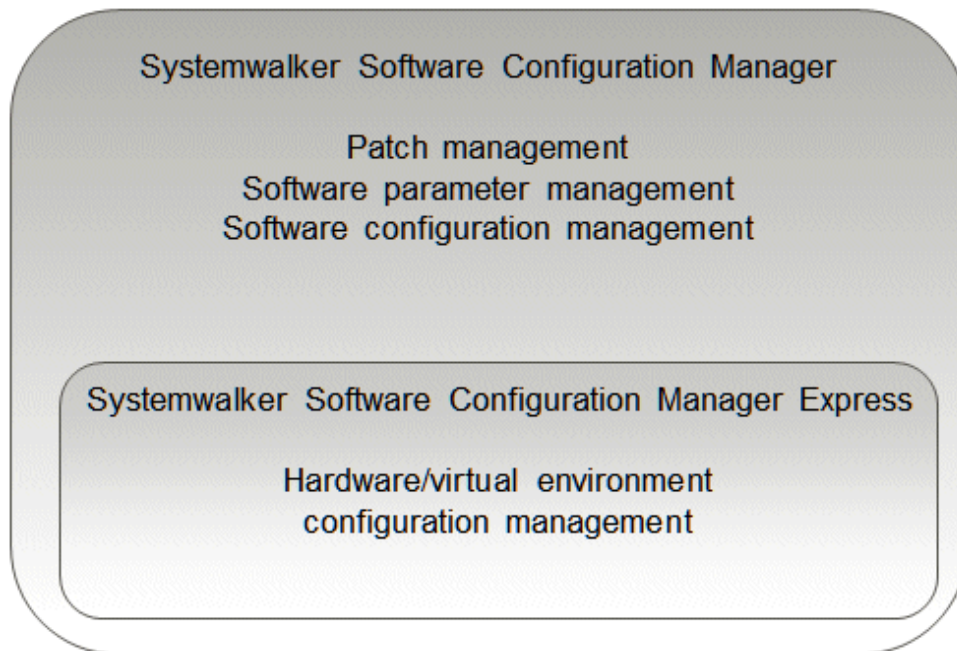 Systemwalker Software Configuration Manager
Patch management
Software parameter management
Software configuration management
Systemwalker Software Configuration Manager Express
Hardware/virtual environment
configuration management